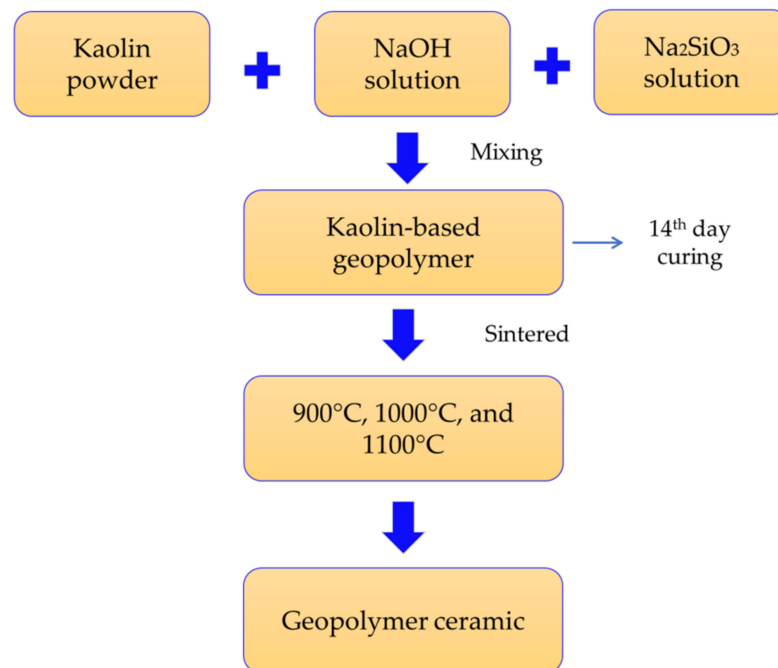 Kaolin
powder
NaOH
solution
Na₂SiO₃
solution
Mixing
Kaolin-based
geopolymer
14ᵗʰ day
curing
Sintered
900°C, 1000°C, and
1100°C
Geopolymer ceramic